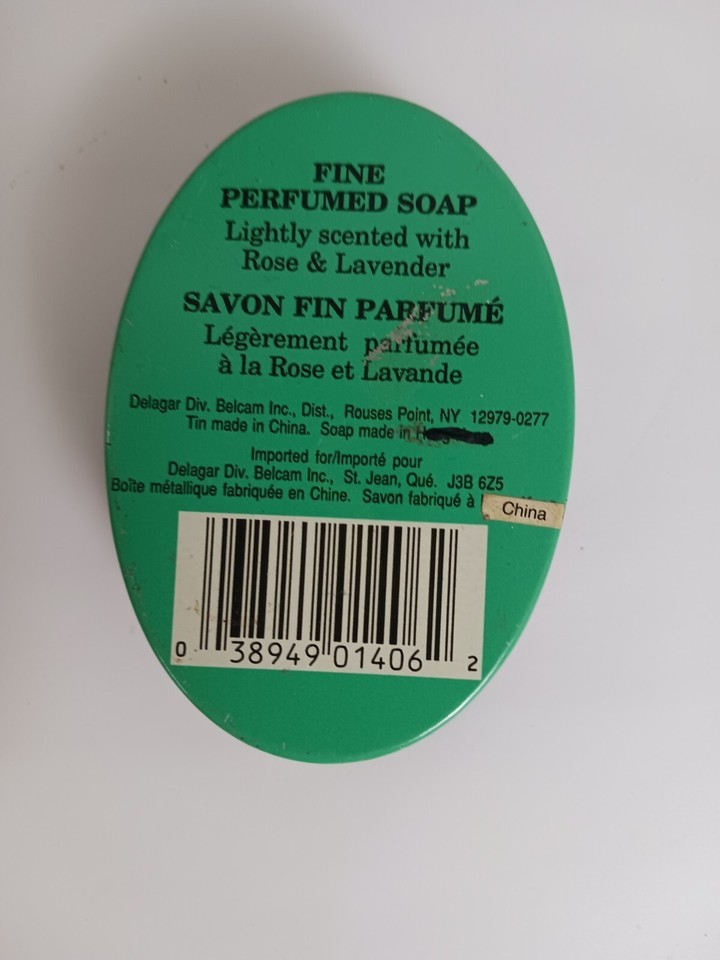 FINE
PERFUMED SOAP
Lightly scented with
Rose & Lavender
SAVON FIN PARFUMÉ
Légèrement parfumée
à la Rose et Lavande
Delagar Div. Belcam Inc., Dist., Rouses Point, NY 12979-0277
Tin made in China. Soap made in
Imported for/Importé pour
Delagar Div. Belcam Inc., St. Jean, Qué. J3B 6Z5
Boîte métallique fabriquée en Chine. Savon fabriqué à
China
0 38949 01406 2